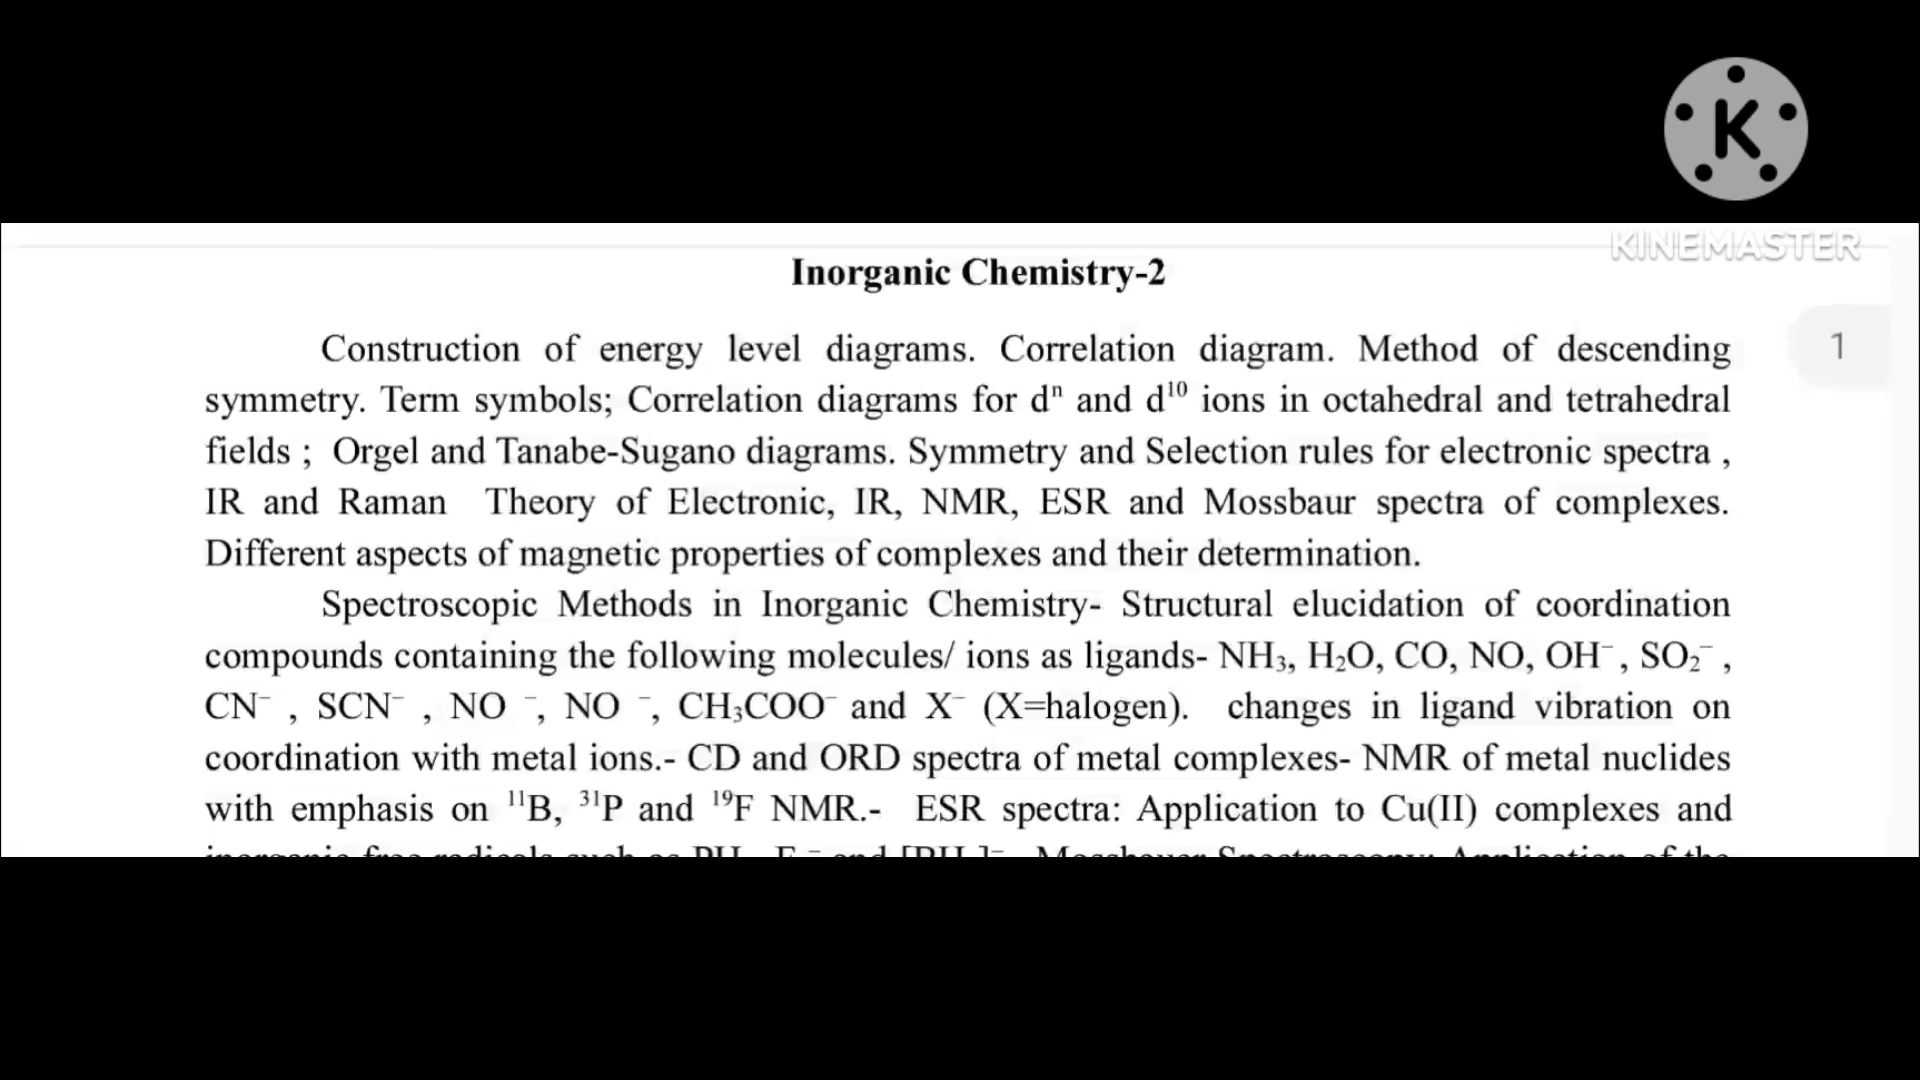 K
KINEMASTER
Inorganic Chemistry-2
1
Construction of energy level diagrams. Correlation diagram. Method of descending
symmetry. Term symbols; Correlation diagrams for dⁿ and d¹⁰ ions in octahedral and tetrahedral
fields ; Orgel and Tanabe-Sugano diagrams. Symmetry and Selection rules for electronic spectra ,
IR and Raman Theory of Electronic, IR, NMR, ESR and Mossbaur spectra of complexes.
Different aspects of magnetic properties of complexes and their determination.
Spectroscopic Methods in Inorganic Chemistry- Structural elucidation of coordination
compounds containing the following molecules/ ions as ligands- NH₃, H₂O, CO, NO, OH⁻ , SO₂⁻ ,
CN⁻ , SCN⁻ , NO ⁻, NO ⁻, CH₃COO⁻ and X⁻ (X=halogen). changes in ligand vibration on
coordination with metal ions.- CD and ORD spectra of metal complexes- NMR of metal nuclides
with emphasis on ¹¹B, ³¹P and ¹⁹F NMR.- ESR spectra: Application to Cu(II) complexes and